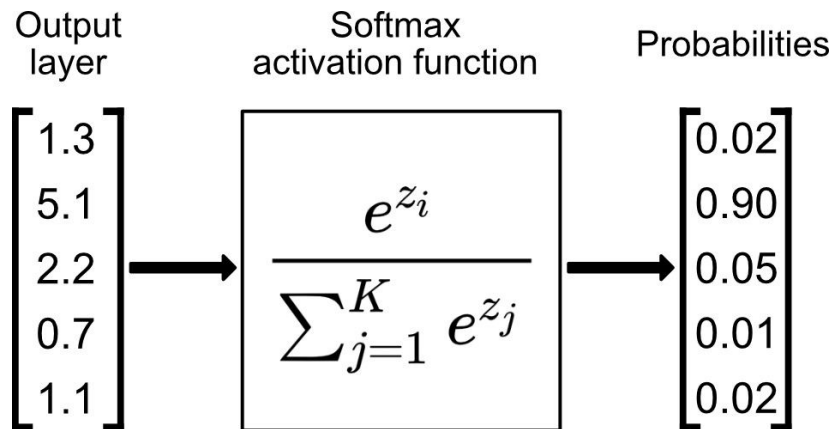 Output
layer
Softmax
activation function
Probabilities
1.3
5.1
2.2
0.7
1.1
e^{z_i}
∑_{j=1}^{K} e^{z_j}
0.02
0.90
0.05
0.01
0.02